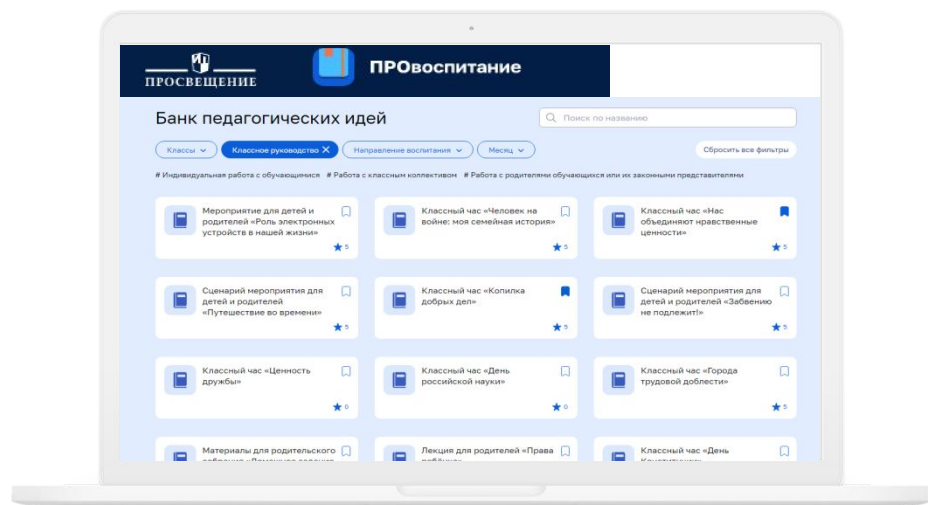 ПРОСВЕЩЕНИЕ
ПРОвоспитание
Банк педагогических идей
Поиск по названию
Классы
Классное руководство X
Направление воспитания
Месяц
Сбросить все фильтры
# Индивидуальная работа с обучающимися # Работа с классным коллективом # Работа с родителями обучающихся или их законными представителями
Мероприятие для детей и
родителей «Роль электронных
устройств в нашей жизни»
5
Классный час «Человек на
войне: моя семейная история»
5
Классный час «Нас
объединяют нравственные
ценности»
5
Сценарий мероприятия для
детей и родителей
«Путешествие во времени»
5
Классный час «Копилка
добрых дел»
5
Сценарий мероприятия для
детей и родителей «Забвению
не подлежит!»
5
Классный час «Ценность
дружбы»
0
Классный час «День
российской науки»
0
Классный час «Города
трудовой доблести»
5
Материалы для родительского
Лекция для родителей «Права
Классный час «День